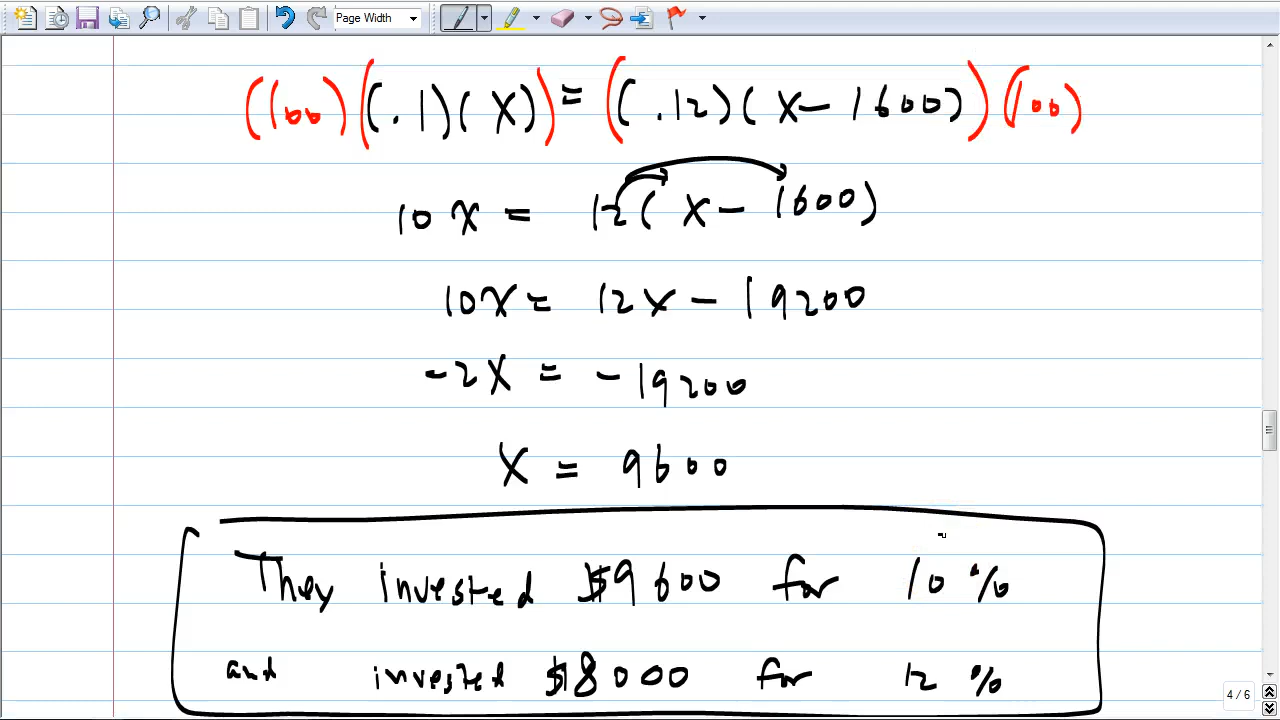 Page Width
(100)((.1)(X))=((.12)(X-1600))(100)
10X=12(X-1600)
10X=12X-19200
-2X=-19200
X=9600
They invested $9600 for 10%
and invested $8000 for 12%
4/6